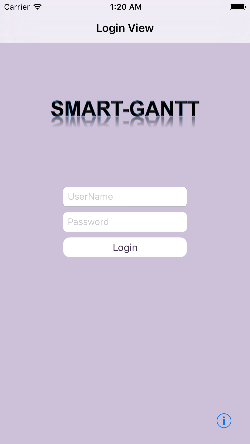 Carrier 1:20 AM
Login View
SMART-GANTT
UserName
Password
Login
i